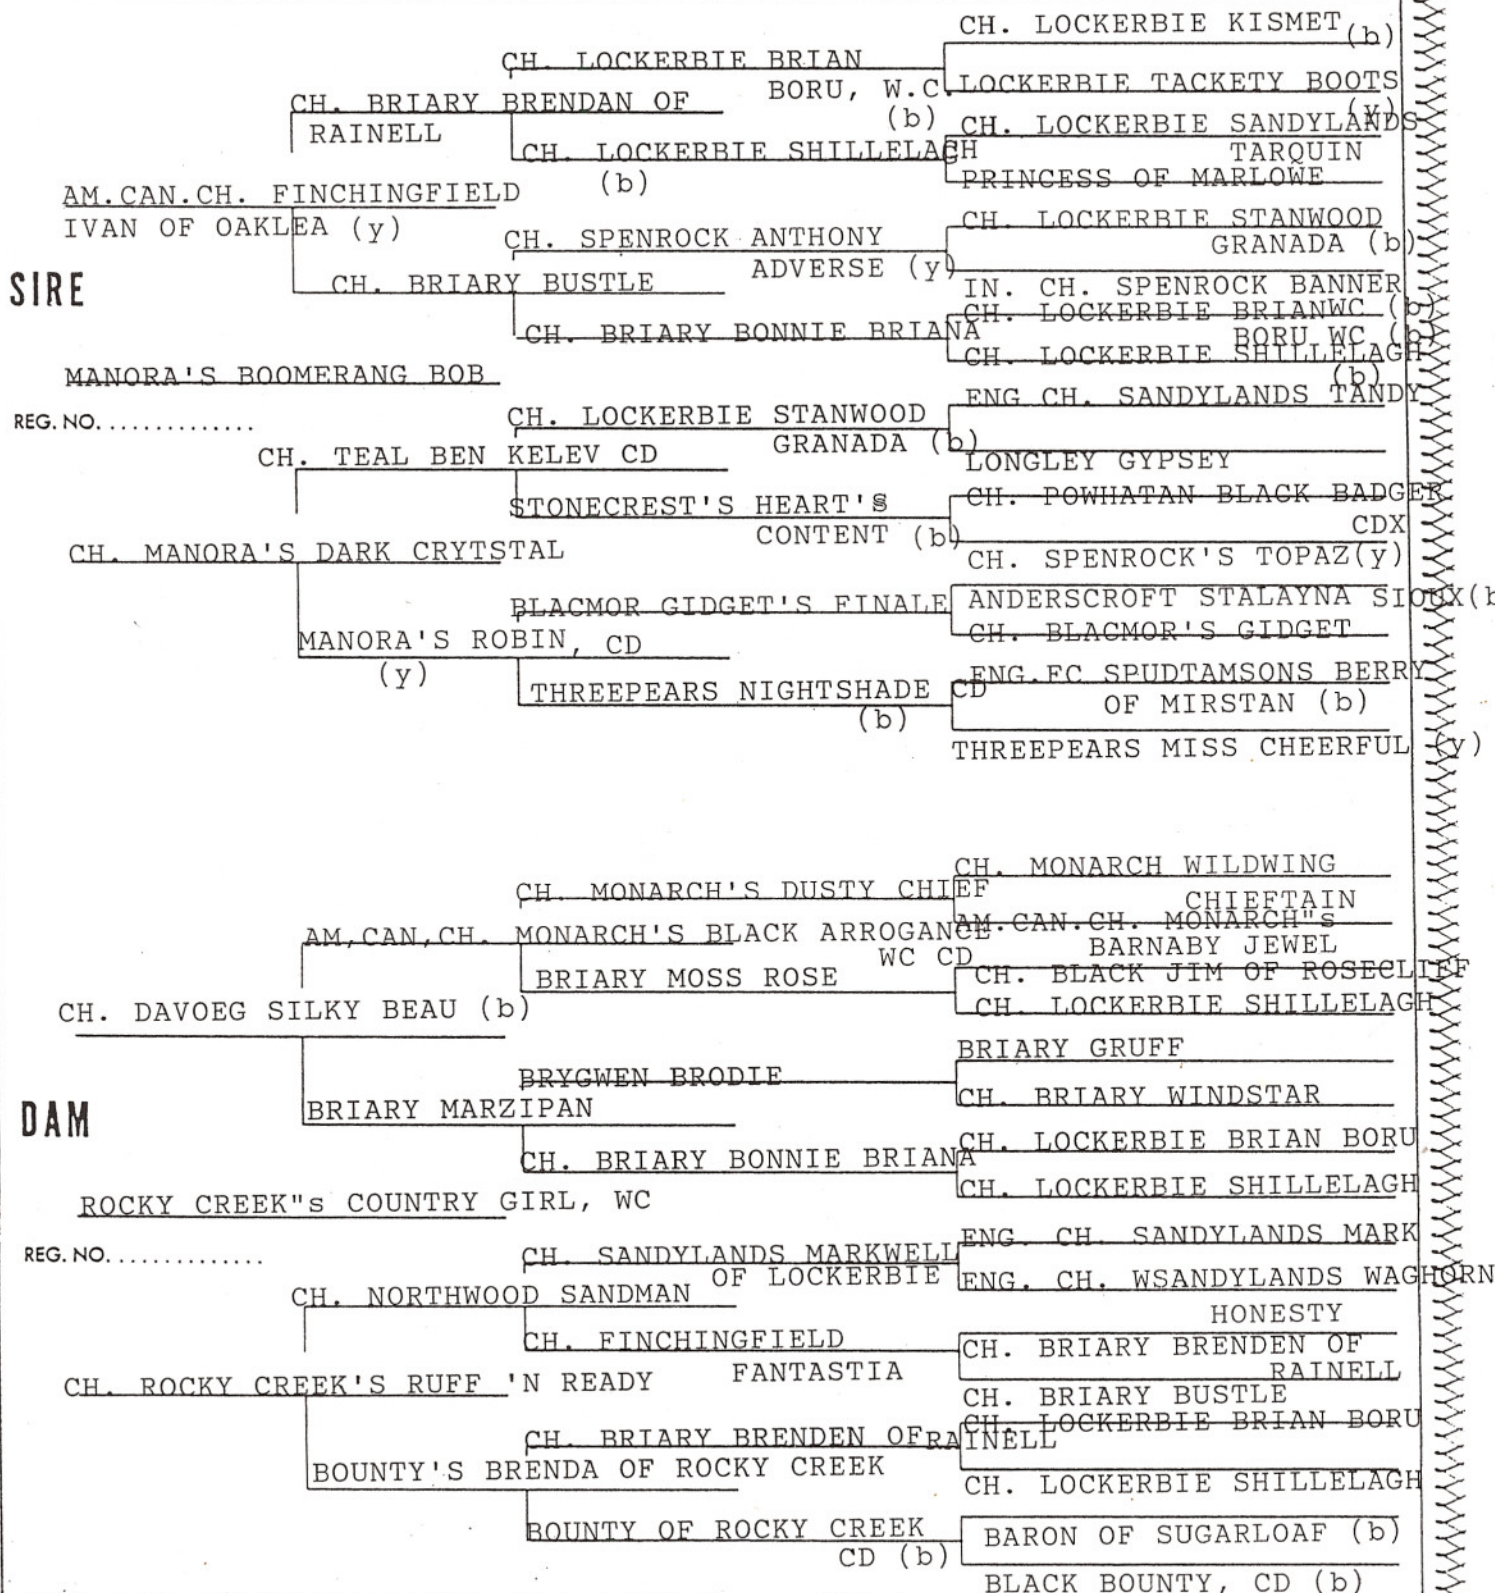 CH. LOCKERBIE KISMET (b)
CH. LOCKERBIE BRIAN
BORU, W.C.
(b)
LOCKERBIE TACKETY BOOTS
(y)
CH. BRIARY BRENDAN OF
RAINELL
CH. LOCKERBIE SANDYLANDS
TARQUIN
CH. LOCKERBIE SHILLELAGH
(b)
PRINCESS OF MARLOWE
AM.CAN.CH. FINCHINGFIELD
IVAN OF OAKLEA (y)
CH. LOCKERBIE STANWOOD
GRANADA (b)
CH. SPENROCK ANTHONY
ADVERSE (y)
IN. CH. SPENROCK BANNER
SIRE
CH. BRIARY BUSTLE
CH. LOCKERBIE BRIANWC (b)
BORU WC (b)
CH. BRIARY BONNIE BRIANA
CH. LOCKERBIE SHILLELAGH
(b)
MANORA'S BOOMERANG BOB
REG. NO. . . . . . . . . . . . . .
ENG CH. SANDYLANDS TANDY
CH. LOCKERBIE STANWOOD
GRANADA (b)
LONGLEY GYPSEY
CH. TEAL BEN KELEV CD
CH. POWHATAN BLACK BADGER
CDX
STONECREST'S HEART'S
CONTENT (b)
CH. SPENROCK'S TOPAZ(y)
CH. MANORA'S DARK CRYTSTAL
ANDERSCROFT STALAYNA SIOUX(b
BLACMOR GIDGET'S FINALE
CH. BLACMOR'S GIDGET
MANORA'S ROBIN, CD
(y)
ENG.FC SPUDTAMSONS BERRY
OF MIRSTAN (b)
THREEPEARS NIGHTSHADE CD
(b)
THREEPEARS MISS CHEERFUL (y)
CH. MONARCH WILDWING
CHIEFTAIN
CH. MONARCH'S DUSTY CHIEF
AM.CAN.CH. MONARCH"s
BARNABY JEWEL
AM,CAN,CH. MONARCH'S BLACK ARROGANCE
WC CD
CH. BLACK JIM OF ROSECLIFF
BRIARY MOSS ROSE
CH. LOCKERBIE SHILLELAGH
CH. DAVOEG SILKY BEAU (b)
BRIARY GRUFF
BRYGWEN BRODIE
CH. BRIARY WINDSTAR
DAM
BRIARY MARZIPAN
CH. LOCKERBIE BRIAN BORU
CH. BRIARY BONNIE BRIANA
CH. LOCKERBIE SHILLELAGH
ROCKY CREEK"s COUNTRY GIRL, WC
REG. NO. . . . . . . . . . . . . .
ENG. CH. SANDYLANDS MARK
CH. SANDYLANDS MARKWELL
OF LOCKERBIE
ENG. CH. WSANDYLANDS WAGHORN
HONESTY
CH. NORTHWOOD SANDMAN
CH. FINCHINGFIELD
FANTASTIA
CH. BRIARY BRENDEN OF
RAINELL
CH. BRIARY BUSTLE
CH. ROCKY CREEK'S RUFF 'N READY
CH. LOCKERBIE BRIAN BORU
CH. BRIARY BRENDEN OF RAINELL
CH. LOCKERBIE SHILLELAGH
BOUNTY'S BRENDA OF ROCKY CREEK
BARON OF SUGARLOAF (b)
BOUNTY OF ROCKY CREEK
CD (b)
BLACK BOUNTY, CD (b)